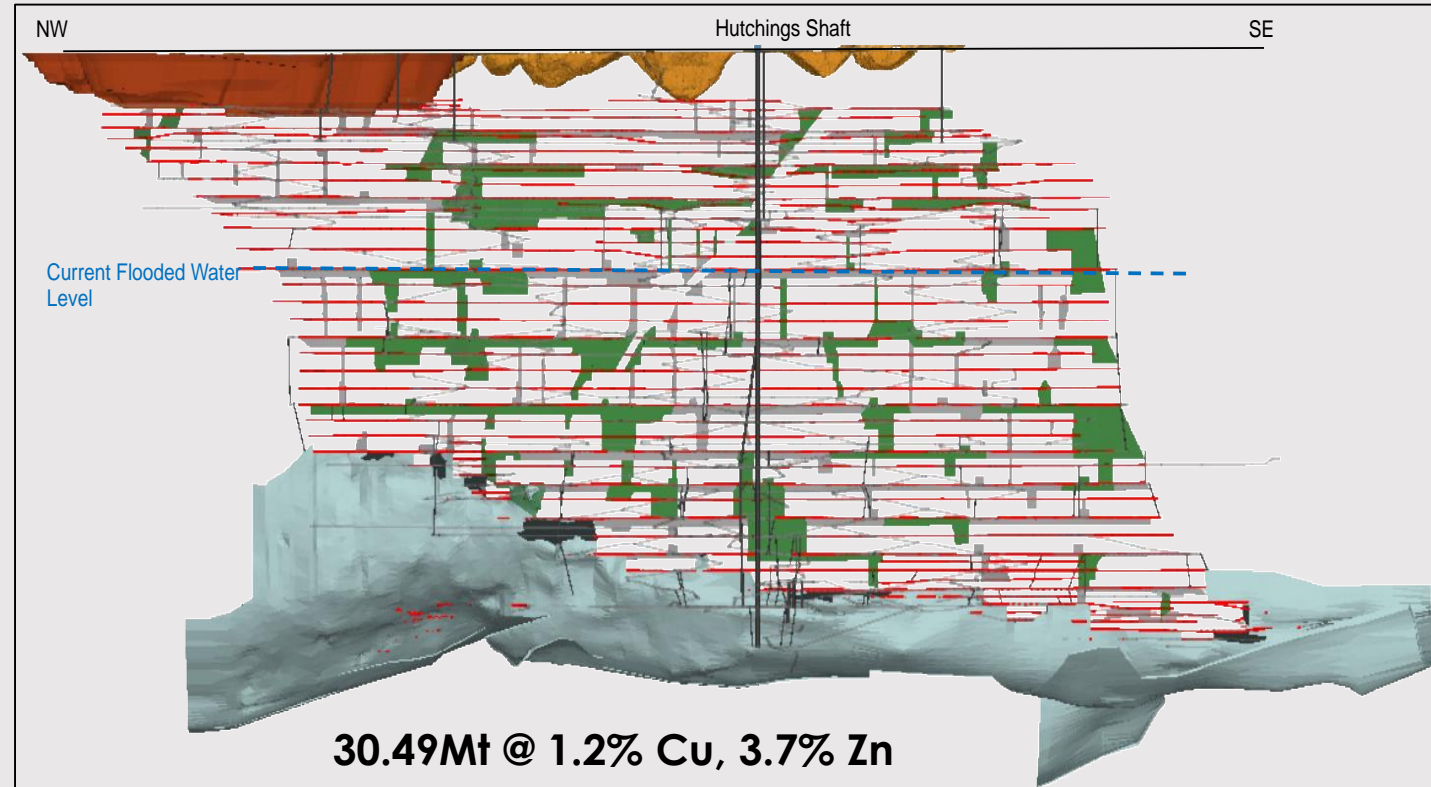 NW
Hutchings Shaft
SE
Current Flooded Water
Level
30.49Mt @ 1.2% Cu, 3.7% Zn